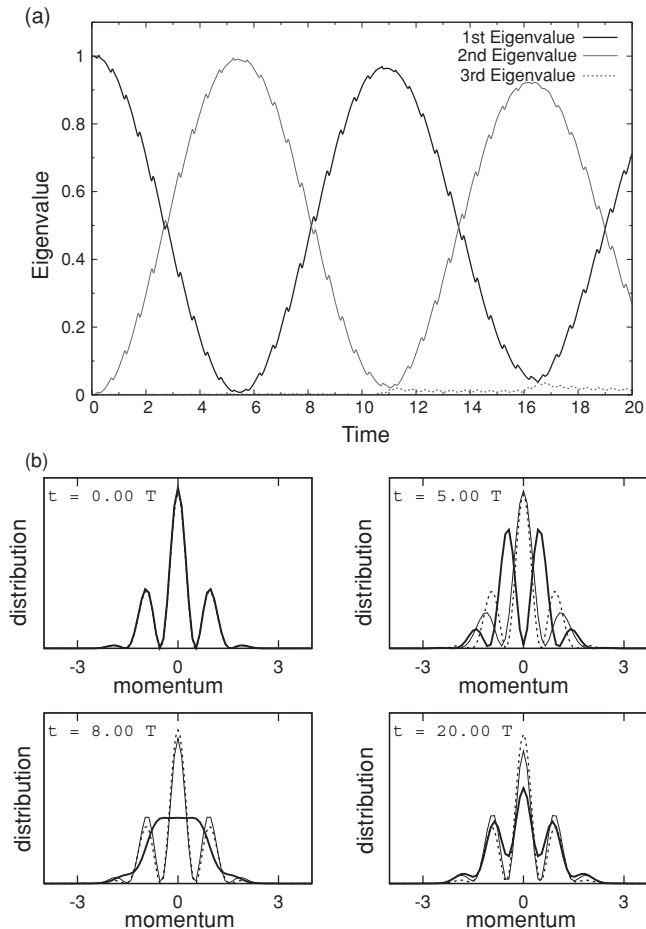 (a)
1st Eigenvalue
2nd Eigenvalue
3rd Eigenvalue
1
0.8
0.6
0.4
0.2
0
Eigenvalue
0 2 4 6 8 10 12 14 16 18 20
Time
(b)
t = 0.00 T
distribution
-3 0 3
momentum
t = 5.00 T
distribution
-3 0 3
momentum
t = 8.00 T
distribution
-3 0 3
momentum
t = 20.00 T
distribution
-3 0 3
momentum